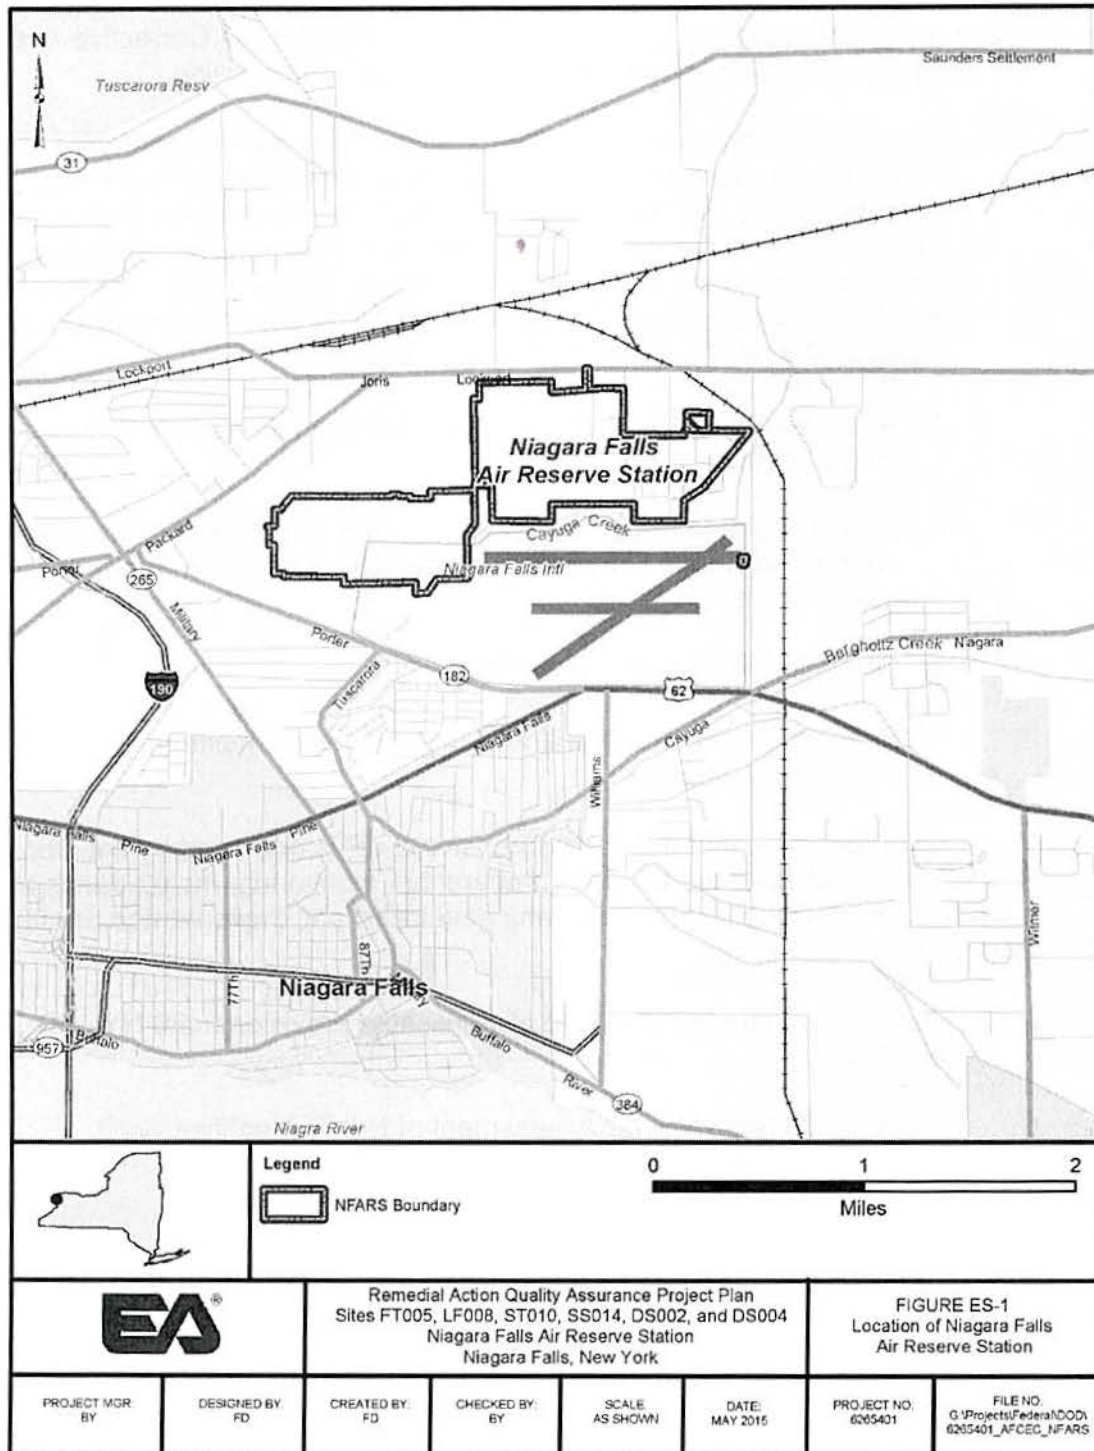 N
Tuscarora Resv
Saunders Settlement
31
Lockport
Joris
Lockport
Niagara Falls
Air Reserve Station
Cayuga Creek
Niagara Falls Intl
Packard
Porter
265
Military
Porter
182
Tuscarora
190
62
Bergholtz Creek
Niagara
Cayuga
Niagara Falls
Williams
Niagara Falls
Pine
Niagara Falls
Pine
77Th
87Th
Niagara Falls
Military
Buffalo
957
Buffalo
River
384
Witmer
Niagra River
Legend
NFARS Boundary
0 1 2
Miles
EA®
Remedial Action Quality Assurance Project Plan
Sites FT005, LF008, ST010, SS014, DS002, and DS004
Niagara Falls Air Reserve Station
Niagara Falls, New York
FIGURE ES-1
Location of Niagara Falls
Air Reserve Station
PROJECT MGR:
BY
DESIGNED BY:
FD
CREATED BY:
FD
CHECKED BY:
BY
SCALE
AS SHOWN
DATE:
MAY 2015
PROJECT NO:
6265401
FILE NO:
G:\Projects\Federal\DOD\
6265401_AFCEC_NFARS